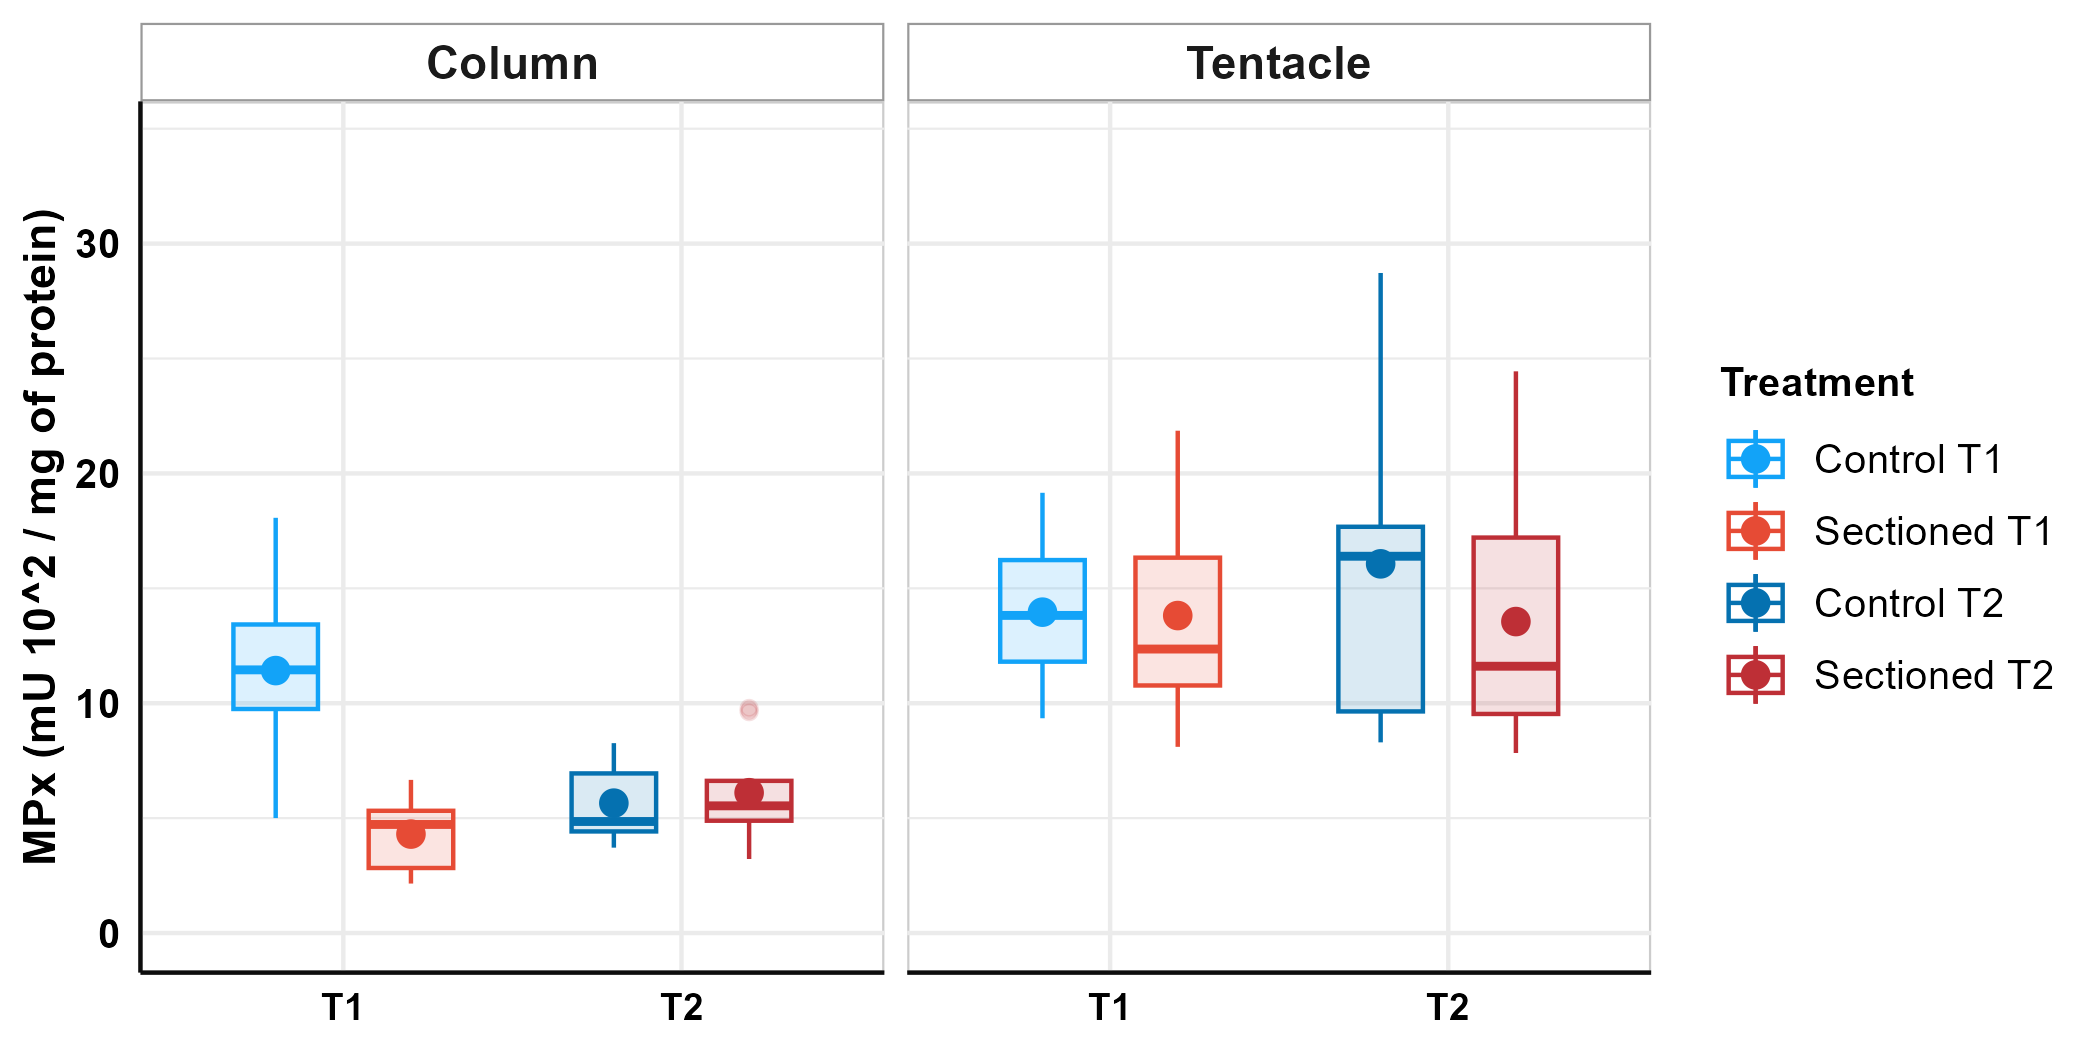 Column
Tentacle
MPx (mU 10^2 / mg of protein)
30
20
10
0
T1
T2
T1
T2
Treatment
Control T1
Sectioned T1
Control T2
Sectioned T2